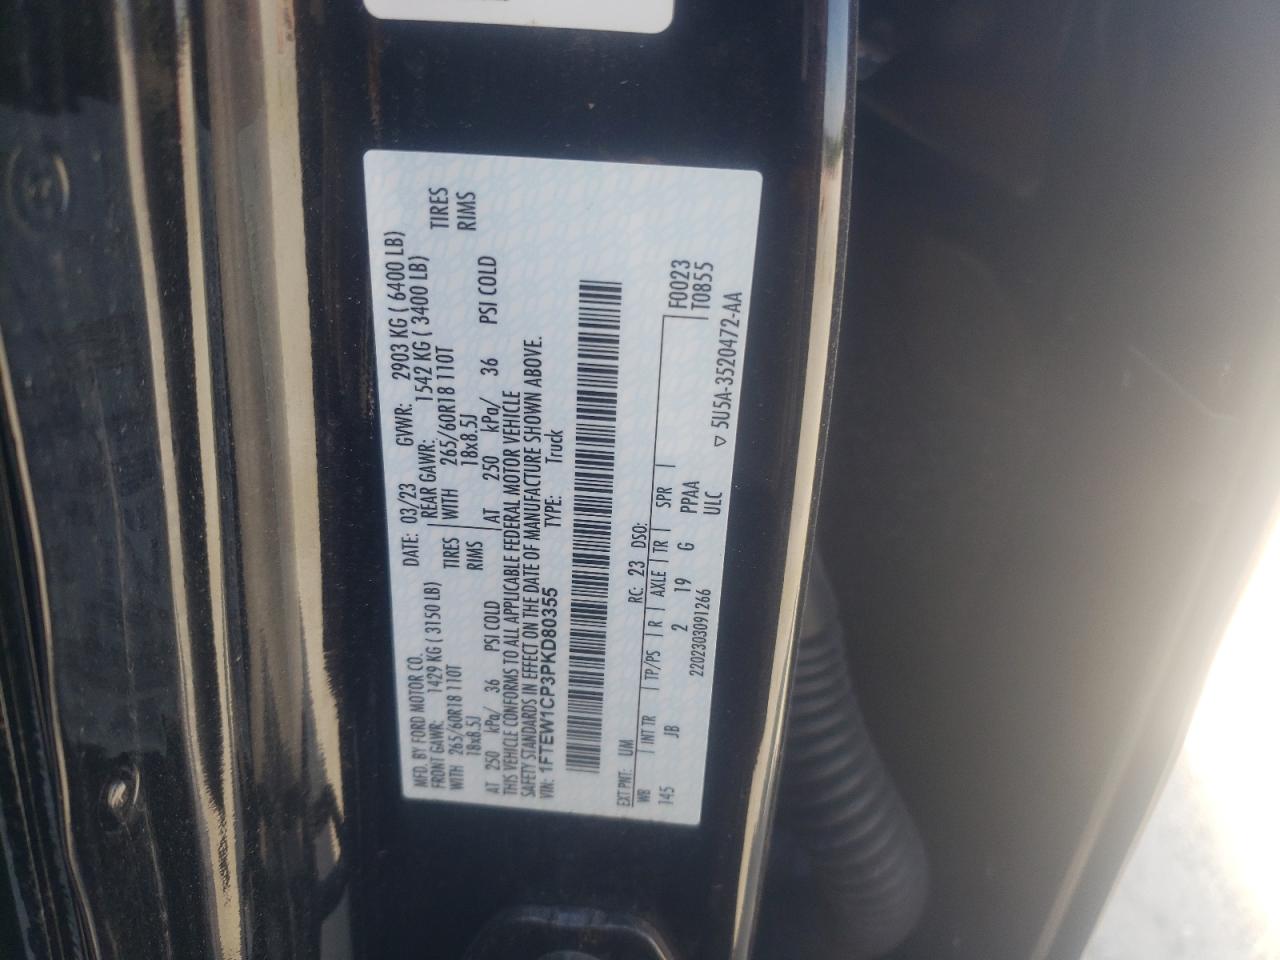 MFD. BY FORD MOTOR CO.
DATE: 03/23 GVWR: 2903 KG ( 6400 LB)
FRONT GAWR: 1429 KG ( 3150 LB) REAR GAWR: 1542 KG ( 3400 LB)
WITH 265/60R18 110T TIRES WITH 265/60R18 110T TIRES
18x8.5J RIMS 18x8.5J RIMS
AT 250 kPa/ 36 PSI COLD AT 250 kPa/ 36 PSI COLD
THIS VEHICLE CONFORMS TO ALL APPLICABLE FEDERAL MOTOR VEHICLE
SAFETY STANDARDS IN EFFECT ON THE DATE OF MANUFACTURE SHOWN ABOVE.
VIN: 1FTEW1CP3PKD80355 TYPE: Truck
EXT PNT: UM RC: 23 DSO:
WB INT TR TP/PS R AXLE TR SPR F0023
145 JB 2 19 G PPAA T0855
2202303091266 ULC
▽ 5U5A-3520472-AA